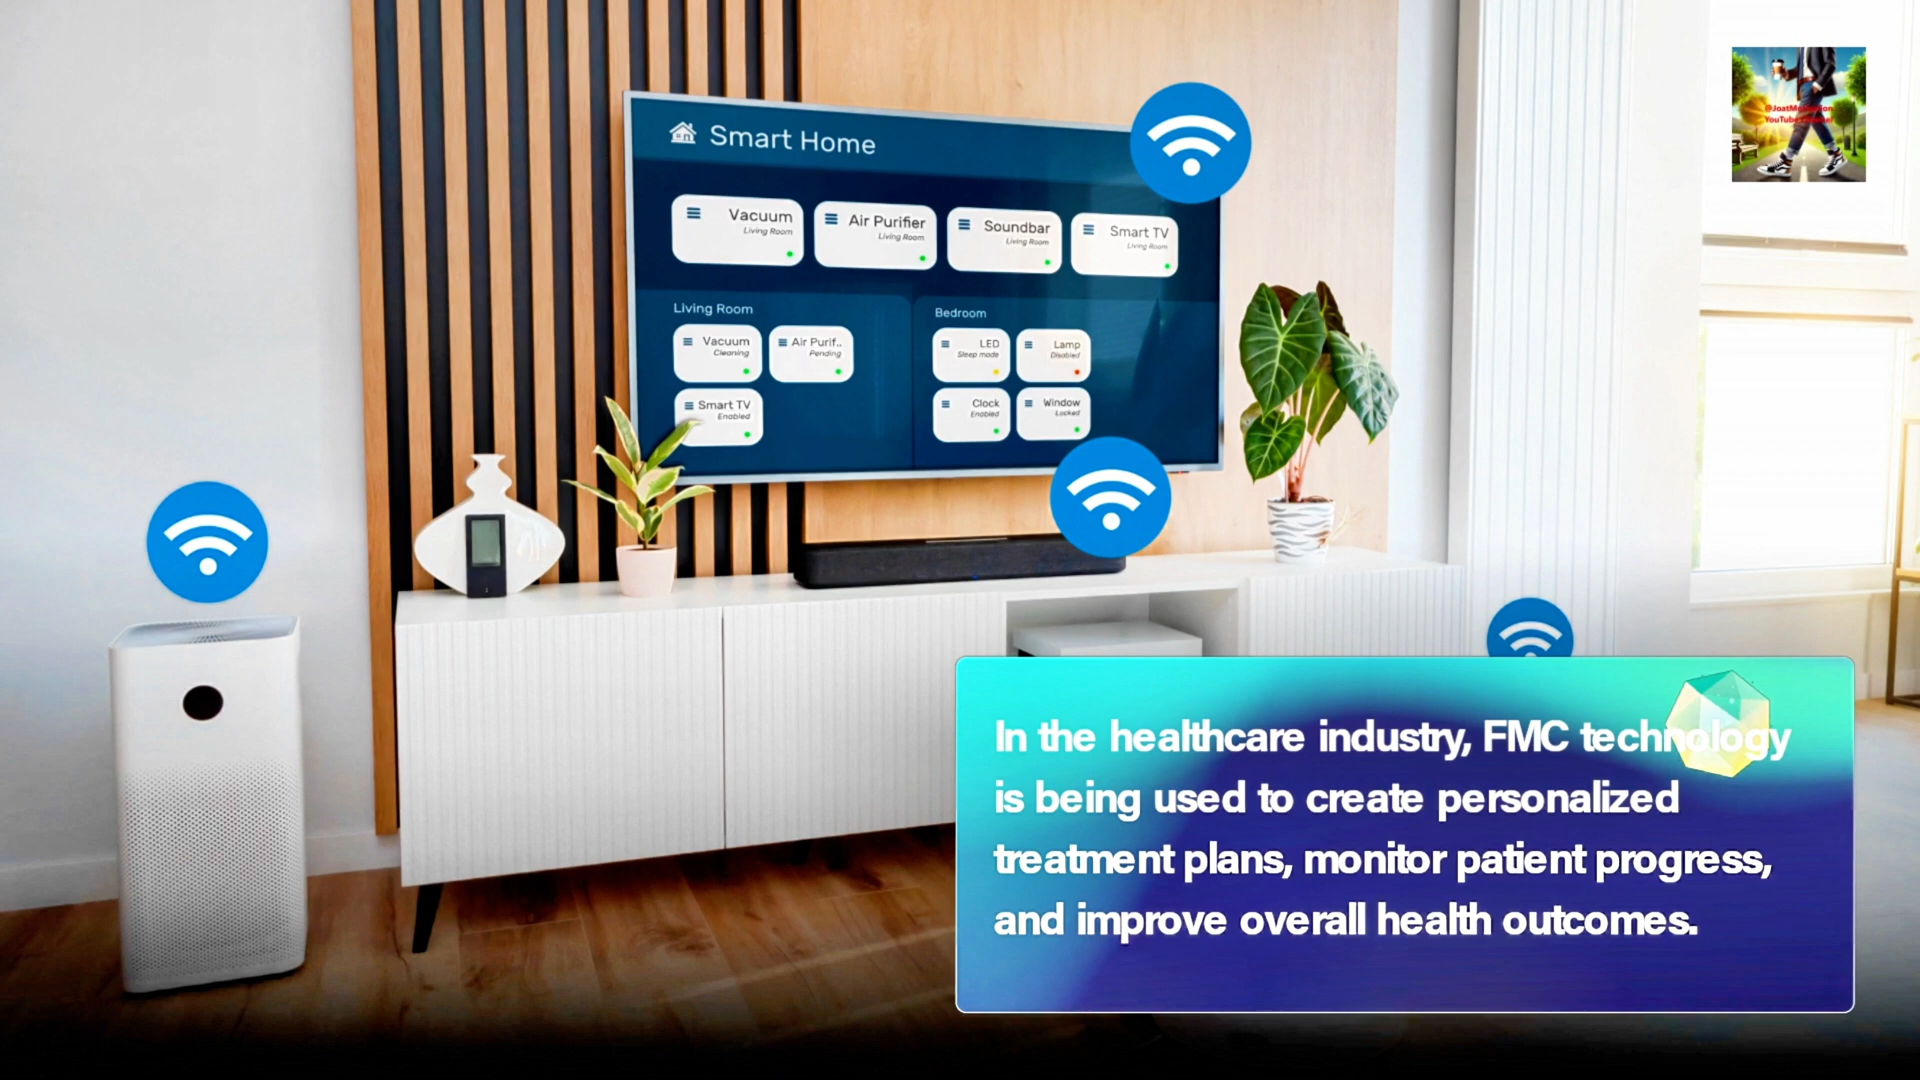 @JoatMo
YouTube
Smart Home
Vacuum
Living Room
Air Purifier
Living Room
Soundbar
Living Room
Smart TV
Living Room
Living Room
Vacuum
Cleaning
Air Purif..
Pending
Smart TV
Enabled
Bedroom
LED
Sleep mode
Lamp
Disabled
Clock
Enabled
Window
Locked
In the healthcare industry, FMC technology
is being used to create personalized
treatment plans, monitor patient progress,
and improve overall health outcomes.